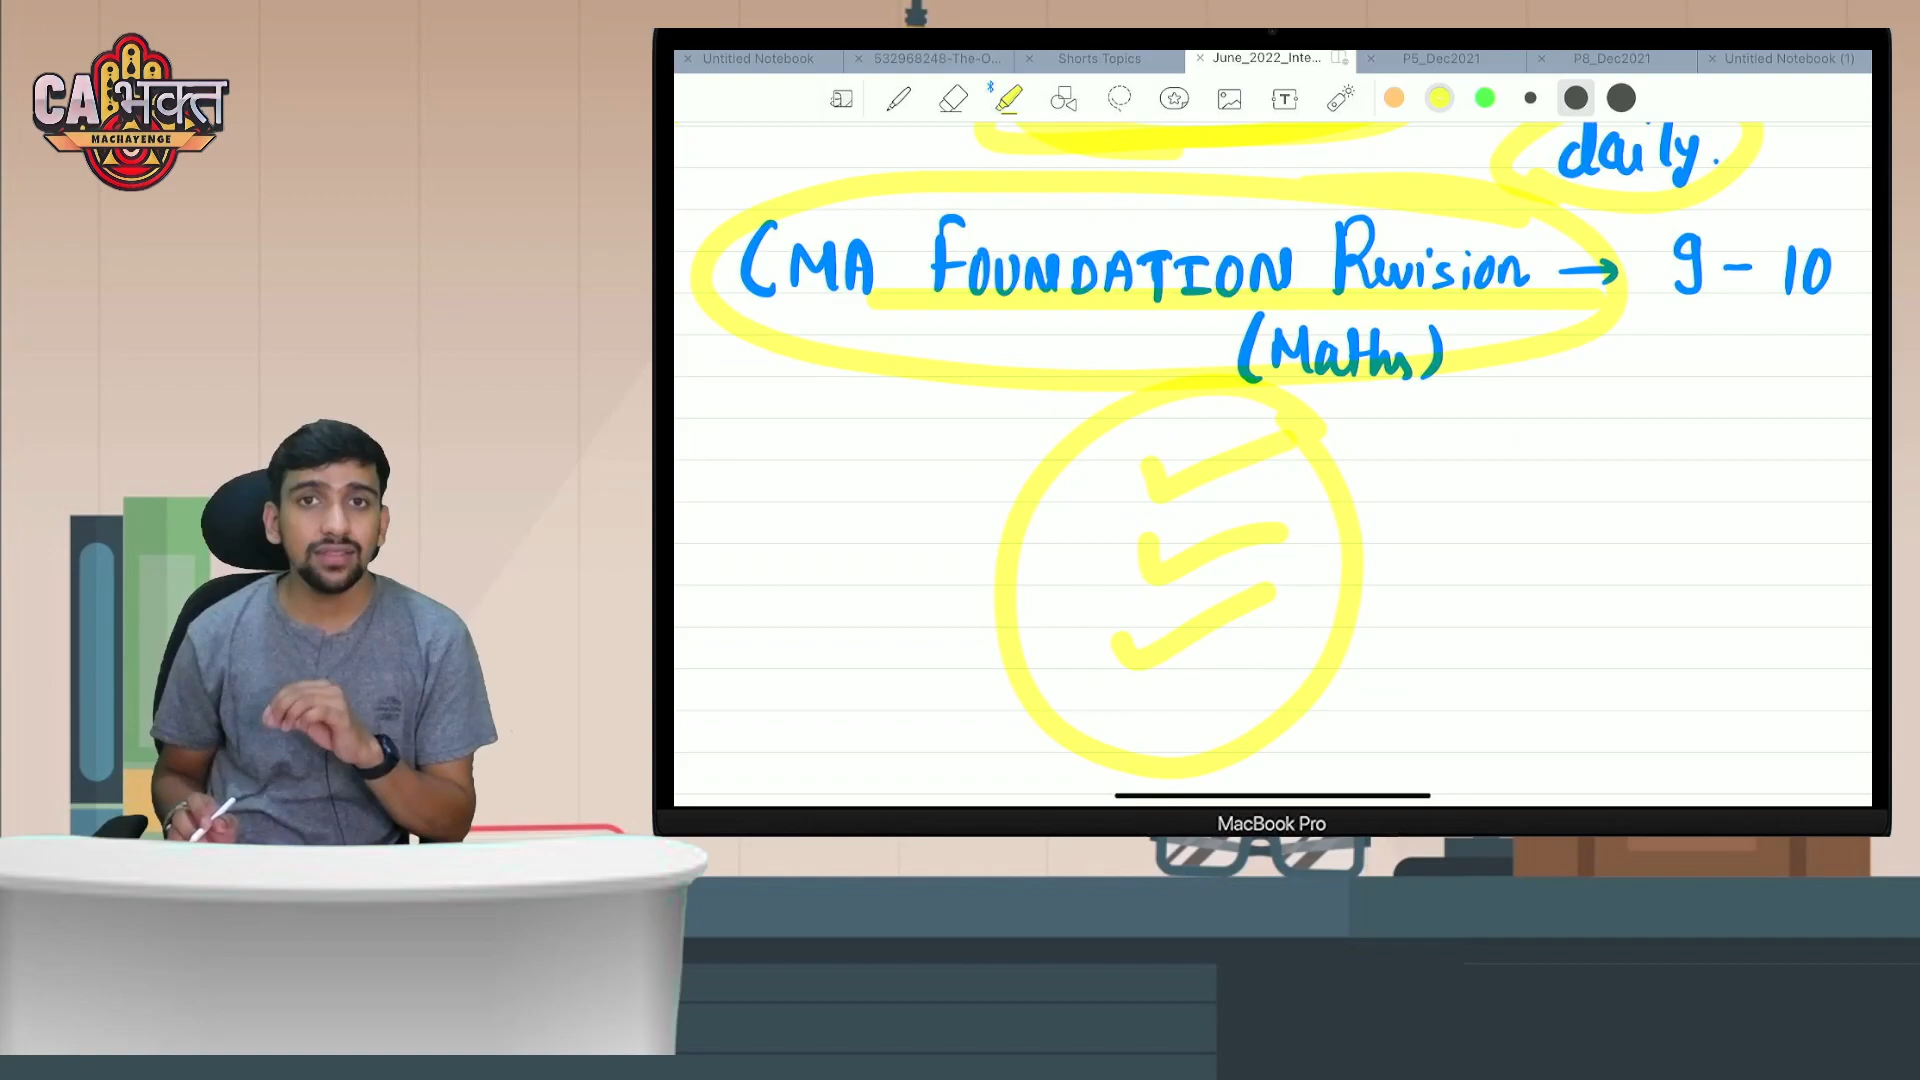 CA भक्त
MACHAYENGE
Untitled Notebook
532968248-The-O...
Shorts Topics
June_2022_Inte...
P5_Dec2021
P8_Dec2021
Untitled Notebook (1)
T
daily.
CMA FOUNDATION Revision → 9 - 10
(Maths)
MacBook Pro